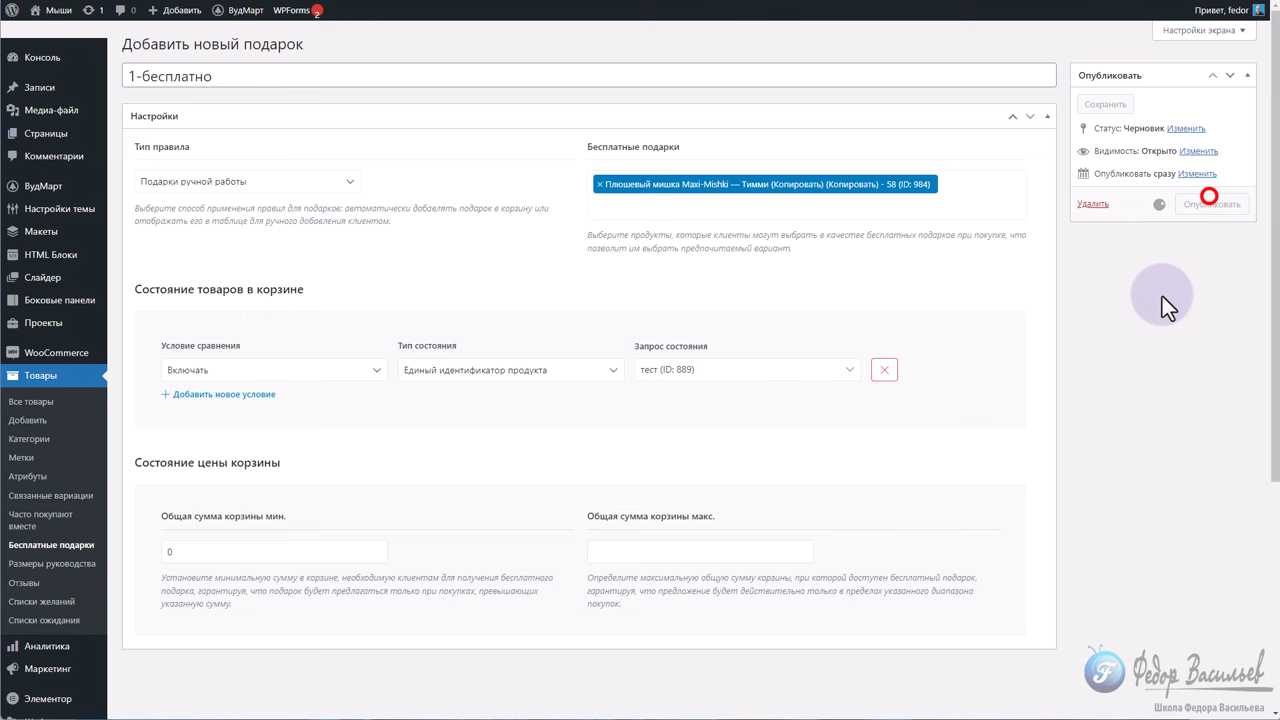 Мыши
1
0
Добавить
ВудМарт
WPForms
2
Привет, fedor
Настройки экрана
Консоль
Записи
Медиа-файл
Страницы
Комментарии
ВудМарт
Настройки темы
Макеты
HTML Блоки
Слайдер
Боковые панели
Проекты
WooCommerce
Товары
Все товары
Добавить
Категории
Метки
Атрибуты
Связанные вариации
Часто покупают
вместе
Бесплатные подарки
Размеры руководства
Отзывы
Списки желаний
Списки ожидания
Аналитика
Маркетинг
Элементор
Добавить новый подарок
1-бесплатно
Настройки
Тип правила
Подарки ручной работы
Выберите способ применения правил для подарков: автоматически добавлять подарок в корзину или
отображать его в таблице для ручного добавления клиентом.
Бесплатные подарки
× Плюшевый мишка Maxi-Mishki — Тимми (Копировать) (Копировать) - 58 (ID: 984)
Выберите продукты, которые клиенты могут выбрать в качестве бесплатных подарков при покупке, что
позволит им выбрать предпочитаемый вариант.
Состояние товаров в корзине
Условие сравнения
Тип состояния
Запрос состояния
Включать
Единый идентификатор продукта
тест (ID: 889)
Добавить новое условие
Состояние цены корзины
Общая сумма корзины мин.
0
Установите минимальную сумму в корзине, необходимую клиентам для получения бесплатного
подарка, гарантируя, что подарок будет предлагаться только при покупках, превышающих
указанную сумму.
Общая сумма корзины макс.
Определите максимальную общую сумму корзины, при которой доступен бесплатный подарок,
гарантируя, что предложение будет действительно только в пределах указанного диапазона
покупок.
Опубликовать
Сохранить
Статус: Черновик Изменить
Видимость: Открыто Изменить
Опубликовать сразу Изменить
Удалить
Опубликовать
Федор Васильев
Школа Федора Васильева